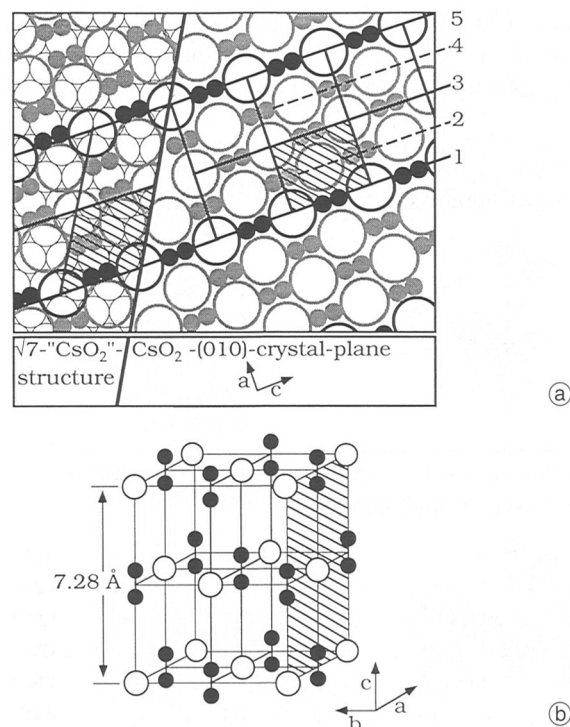 5
4
3
2
1
√7-"CsO₂"-
structure
CsO₂ -(010)-crystal-plane
a
c
ⓐ
7.28 Å
c
a
b
ⓑ